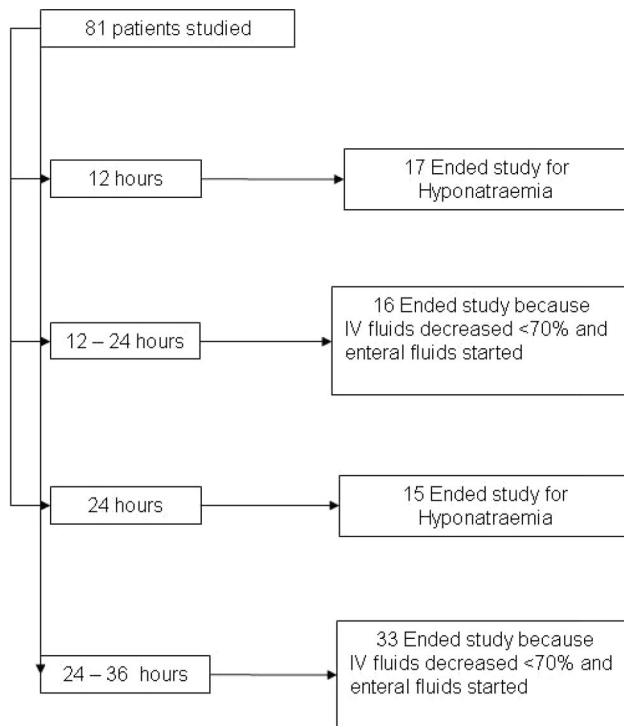 81 patients studied
12 hours
17 Ended study for
Hyponatraemia
12 – 24 hours
16 Ended study because
IV fluids decreased <70% and
enteral fluids started
24 hours
15 Ended study for
Hyponatraemia
24 – 36 hours
33 Ended study because
IV fluids decreased <70% and
enteral fluids started